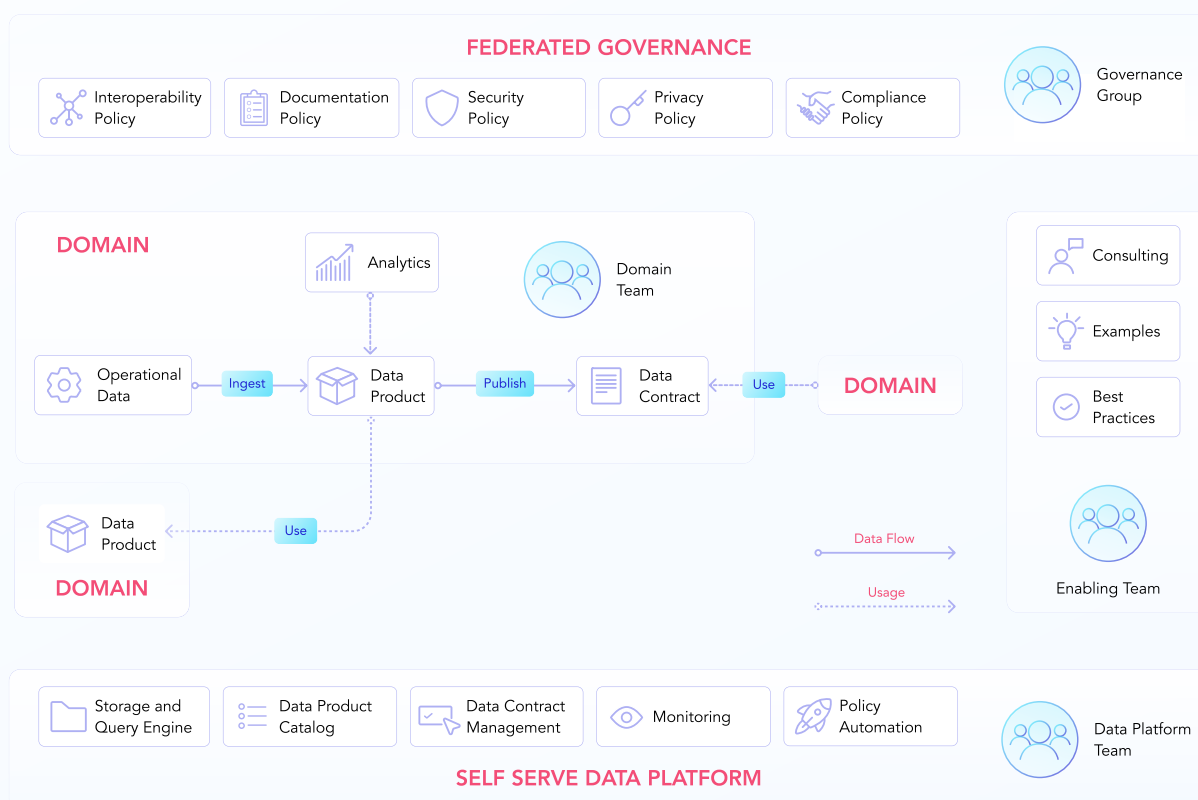 FEDERATED GOVERNANCE
Interoperability
Policy
Documentation
Policy
Security
Policy
Privacy
Policy
Compliance
Policy
Governance
Group
DOMAIN
Analytics
Domain
Team
Operational
Data
Ingest
Data
Product
Publish
Data
Contract
Use
DOMAIN
Consulting
Examples
Best
Practices
Enabling Team
Data
Product
DOMAIN
Use
Data Flow
Usage
Storage and
Query Engine
Data Product
Catalog
Data Contract
Management
Monitoring
Policy
Automation
Data Platform
Team
SELF SERVE DATA PLATFORM